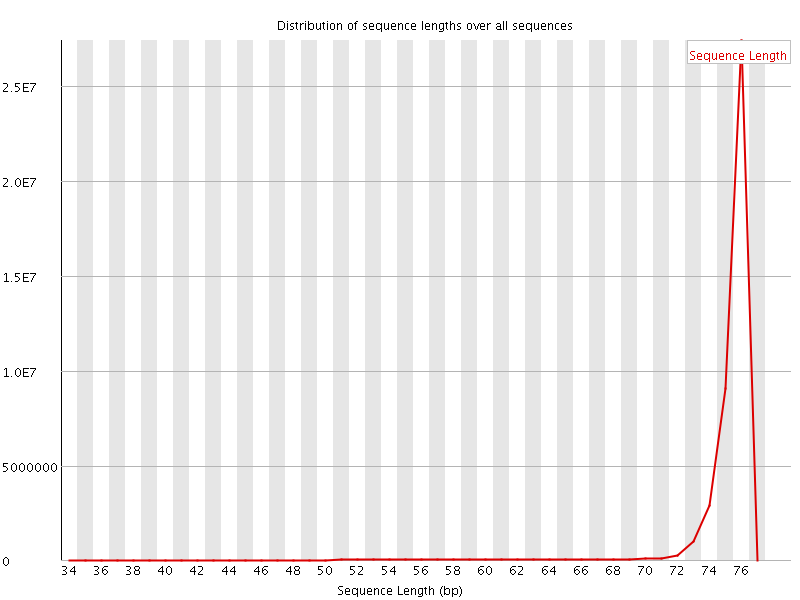 Distribution of sequence lengths over all sequences
Sequence Length
2.5E7
2.0E7
1.5E7
1.0E7
5000000
0
34 36 38 40 42 44 46 48 50 52 54 56 58 60 62 64 66 68 70 72 74 76
Sequence Length (bp)